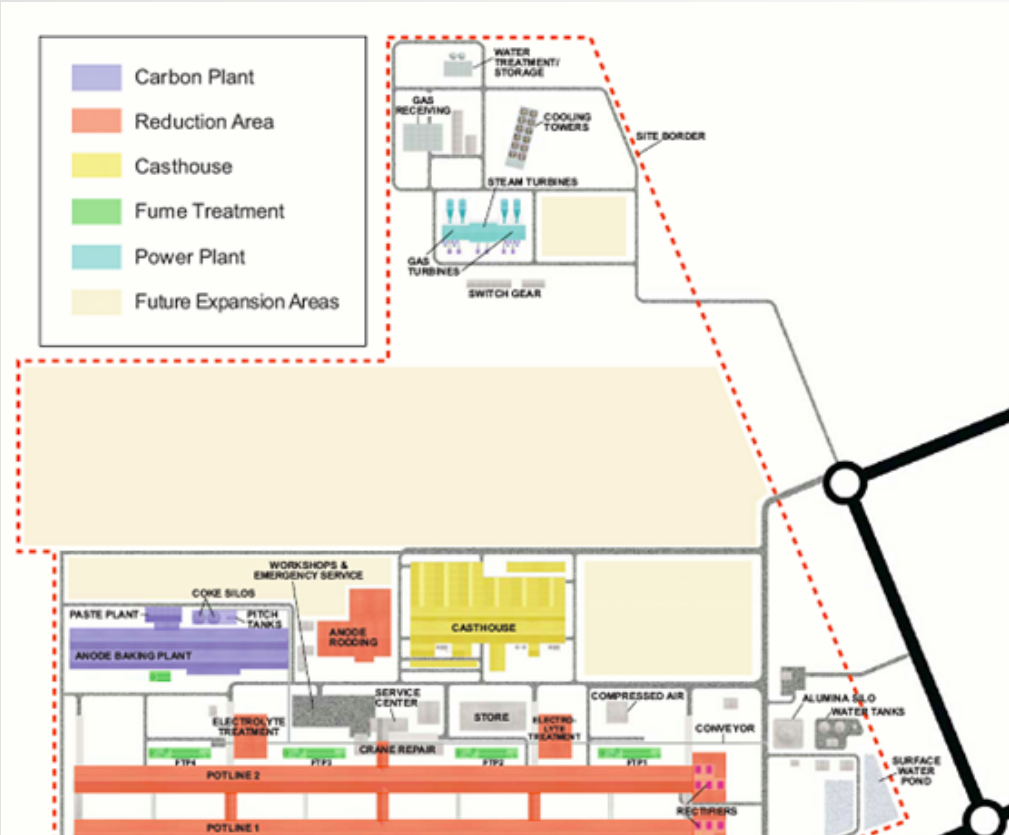 Carbon Plant
Reduction Area
Casthouse
Fume Treatment
Power Plant
Future Expansion Areas
WATER
TREATMENT/
STORAGE
GAS
RECEIVING
COOLING
TOWERS
SITE BORDER
STEAM TURBINES
GAS
TURBINES
SWITCH GEAR
WORKSHOPS &
EMERGENCY SERVICE
COKE SILOS
PASTE PLANT
PITCH
TANKS
ANODE
RODDING
CASTHOUSE
ANODE BAKING PLANT
SERVICE
CENTER
COMPRESSED AIR
ALUMINA SILO
WATER TANKS
ELECTROLYTE
TREATMENT
STORE
ELECTRO-
LYTE
TREATMENT
CONVEYOR
CRANE REPAIR
FTP4
FTP3
FTP2
FTP1
SURFACE
WATER
POND
POTLINE 2
RECTIFIERS
POTLINE 1